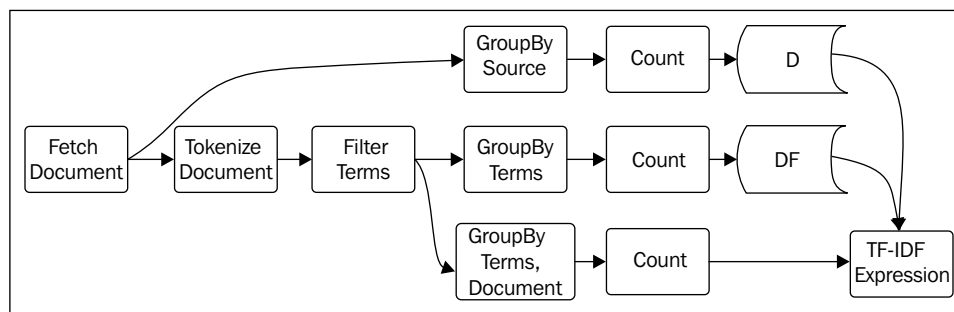 GroupBy
Source
Count
D
Fetch
Document
Tokenize
Document
Filter
Terms
GroupBy
Terms
Count
DF
GroupBy
Terms,
Document
Count
TF-IDF
Expression